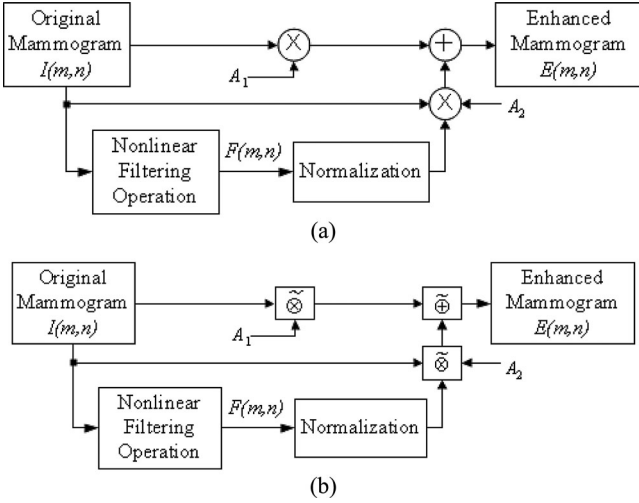 Original
Mammogram
I(m,n)
×
+
Enhanced
Mammogram
E(m,n)
A1
×
A2
Nonlinear
Filtering
Operation
F(m,n)
Normalization
(a)
Original
Mammogram
I(m,n)
⊗̃
⊕̃
Enhanced
Mammogram
E(m,n)
A1
⊗̃
A2
Nonlinear
Filtering
Operation
F(m,n)
Normalization
(b)